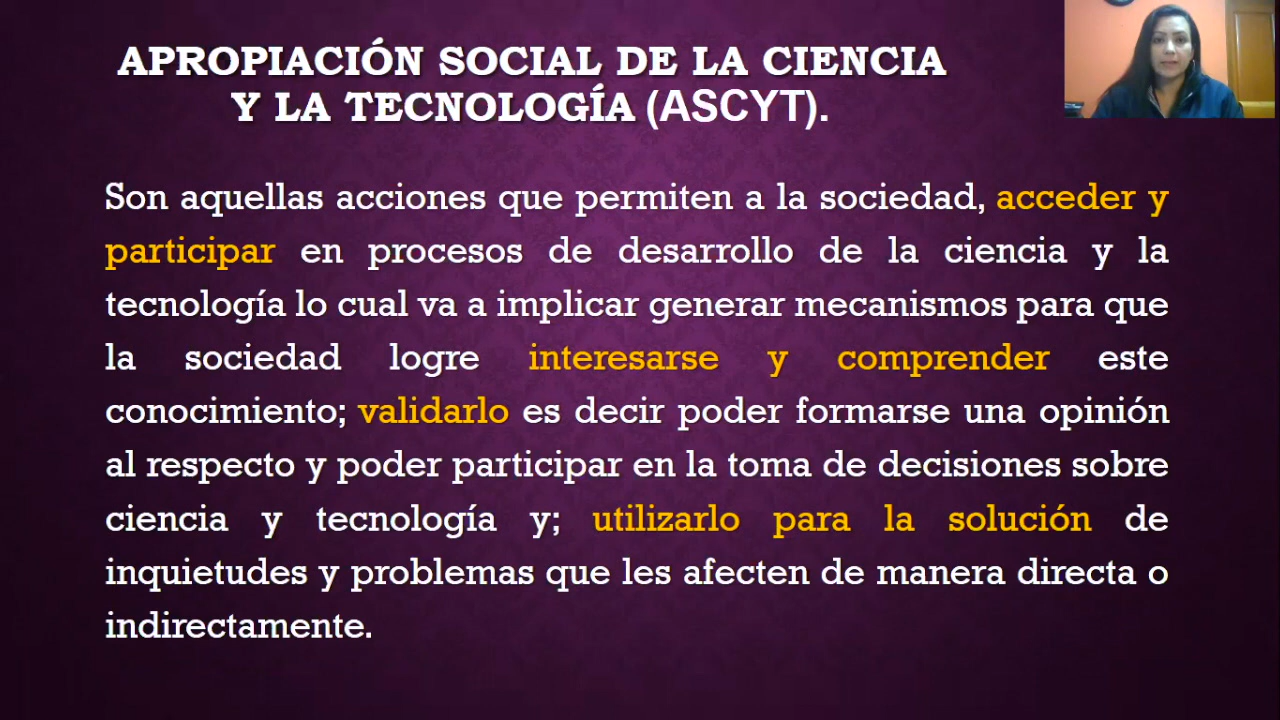 APROPIACIÓN SOCIAL DE LA CIENCIA
Y LA TECNOLOGÍA (ASCYT).
Son aquellas acciones que permiten a la sociedad, acceder y
participar en procesos de desarrollo de la ciencia y la
tecnología lo cual va a implicar generar mecanismos para que
la sociedad logre interesarse y comprender este
conocimiento; validarlo es decir poder formarse una opinión
al respecto y poder participar en la toma de decisiones sobre
ciencia y tecnología y; utilizarlo para la solución de
inquietudes y problemas que les afecten de manera directa o
indirectamente.